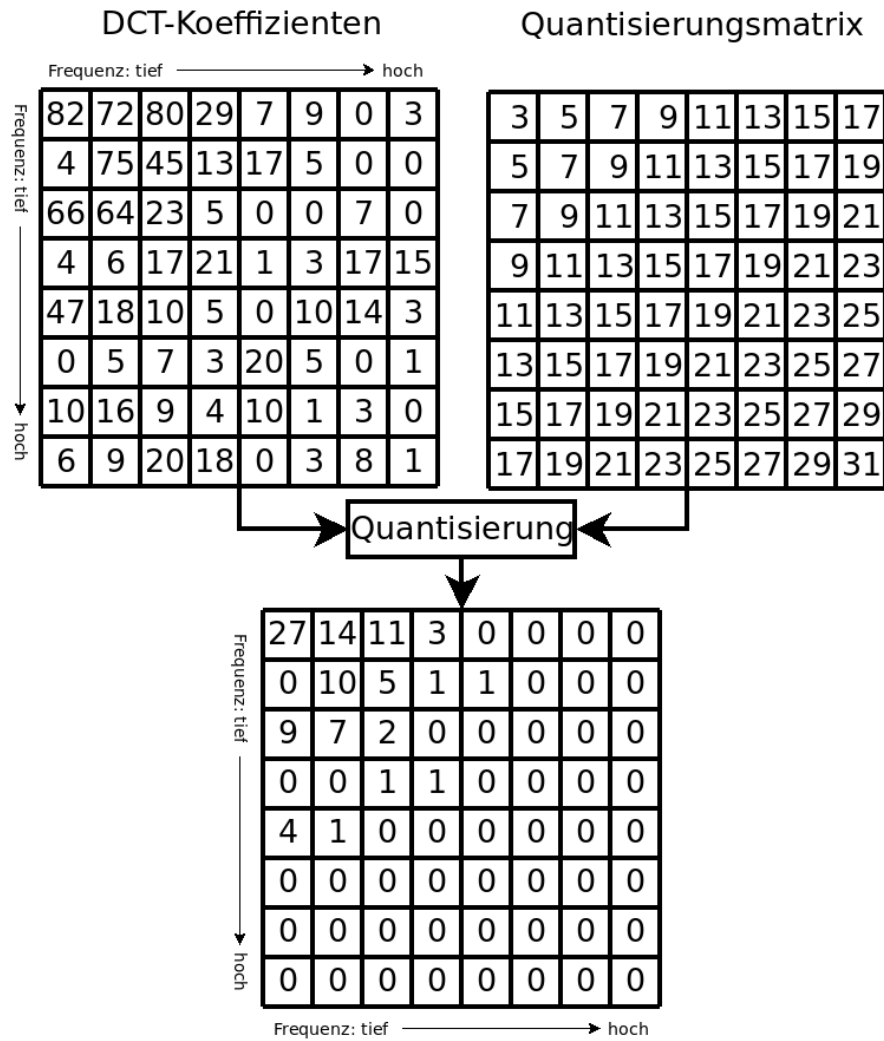 DCT-Koeffizienten
Frequenz: tief hoch
Frequenz: tief
hoch
82 72 80 29 7 9 0 3
4 75 45 13 17 5 0 0
66 64 23 5 0 0 7 0
4 6 17 21 1 3 17 15
47 18 10 5 0 10 14 3
0 5 7 3 20 5 0 1
10 16 9 4 10 1 3 0
6 9 20 18 0 3 8 1
Quantisierungsmatrix
3 5 7 9 11 13 15 17
5 7 9 11 13 15 17 19
7 9 11 13 15 17 19 21
9 11 13 15 17 19 21 23
11 13 15 17 19 21 23 25
13 15 17 19 21 23 25 27
15 17 19 21 23 25 27 29
17 19 21 23 25 27 29 31
Quantisierung
Frequenz: tief
hoch
27 14 11 3 0 0 0 0
0 10 5 1 1 0 0 0
9 7 2 0 0 0 0 0
0 0 1 1 0 0 0 0
4 1 0 0 0 0 0 0
0 0 0 0 0 0 0 0
0 0 0 0 0 0 0 0
0 0 0 0 0 0 0 0
Frequenz: tief hoch